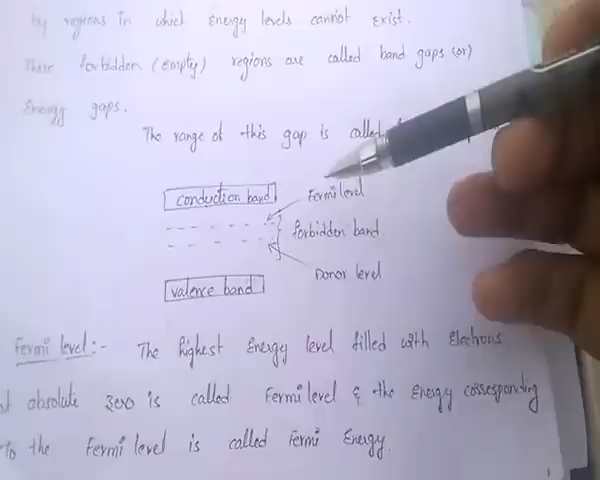 by regions in which Energy levels cannot Exist.
These forbidden (empty) regions are called band gaps (or)
Energy gaps.
The range of this gap is called
conduction band
Fermi level
forbidden band
Donor level
valence band
Fermi level:- The highest Energy level filled with Electrons
at absolute zero is called Fermi level & the Energy corresponding
to the Fermi level is called Fermi Energy.